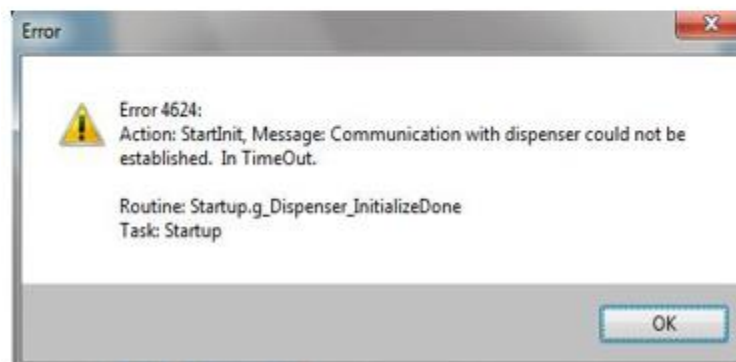 Error
Error 4624:
Action: StartInit, Message: Communication with dispenser could not be
established.  In TimeOut.
Routine: Startup.g_Dispenser_InitializeDone
Task: Startup
OK